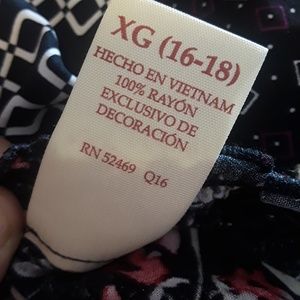 XG (16-18)
HECHO EN VIETNAM
100% RAYÓN
EXCLUSIVO DE
DECORACIÓN
RN 52469 Q16